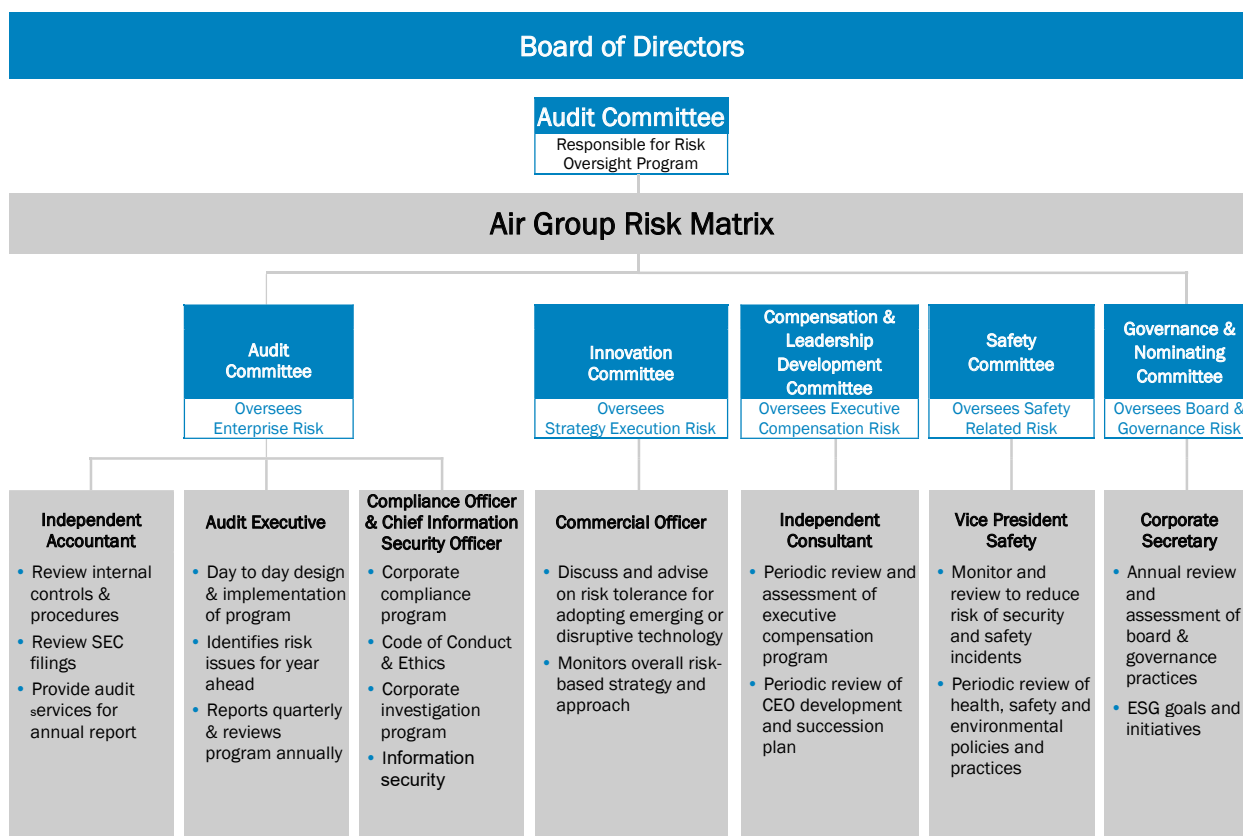 Board of Directors
Audit Committee
Responsible for Risk
Oversight Program
Air Group Risk Matrix
Audit
Committee
Oversees
Enterprise Risk
Innovation
Committee
Oversees
Strategy Execution Risk
Compensation &
Leadership
Development
Committee
Oversees Executive
Compensation Risk
Safety
Committee
Oversees Safety
Related Risk
Governance &
Nominating
Committee
Oversees Board &
Governance Risk
Independent
Accountant
• Review internal
controls &
procedures
• Review SEC
filings
• Provide audit
services for
annual report
Audit Executive
• Day to day design
& implementation
of program
• Identifies risk
issues for year
ahead
• Reports quarterly
& reviews
program annually
Compliance Officer
& Chief Information
Security Officer
• Corporate
compliance
program
• Code of Conduct
& Ethics
• Corporate
investigation
program
• Information
security
Commercial Officer
• Discuss and advise
on risk tolerance for
adopting emerging or
disruptive technology
• Monitors overall risk-
based strategy and
approach
Independent
Consultant
• Periodic review and
assessment of
executive
compensation
program
• Periodic review of
CEO development
and succession
plan
Vice President
Safety
• Monitor and
review to reduce
risk of security
and safety
incidents
• Periodic review of
health, safety and
environmental
policies and
practices
Corporate
Secretary
• Annual review
and
assessment of
board &
governance
practices
• ESG goals and
initiatives